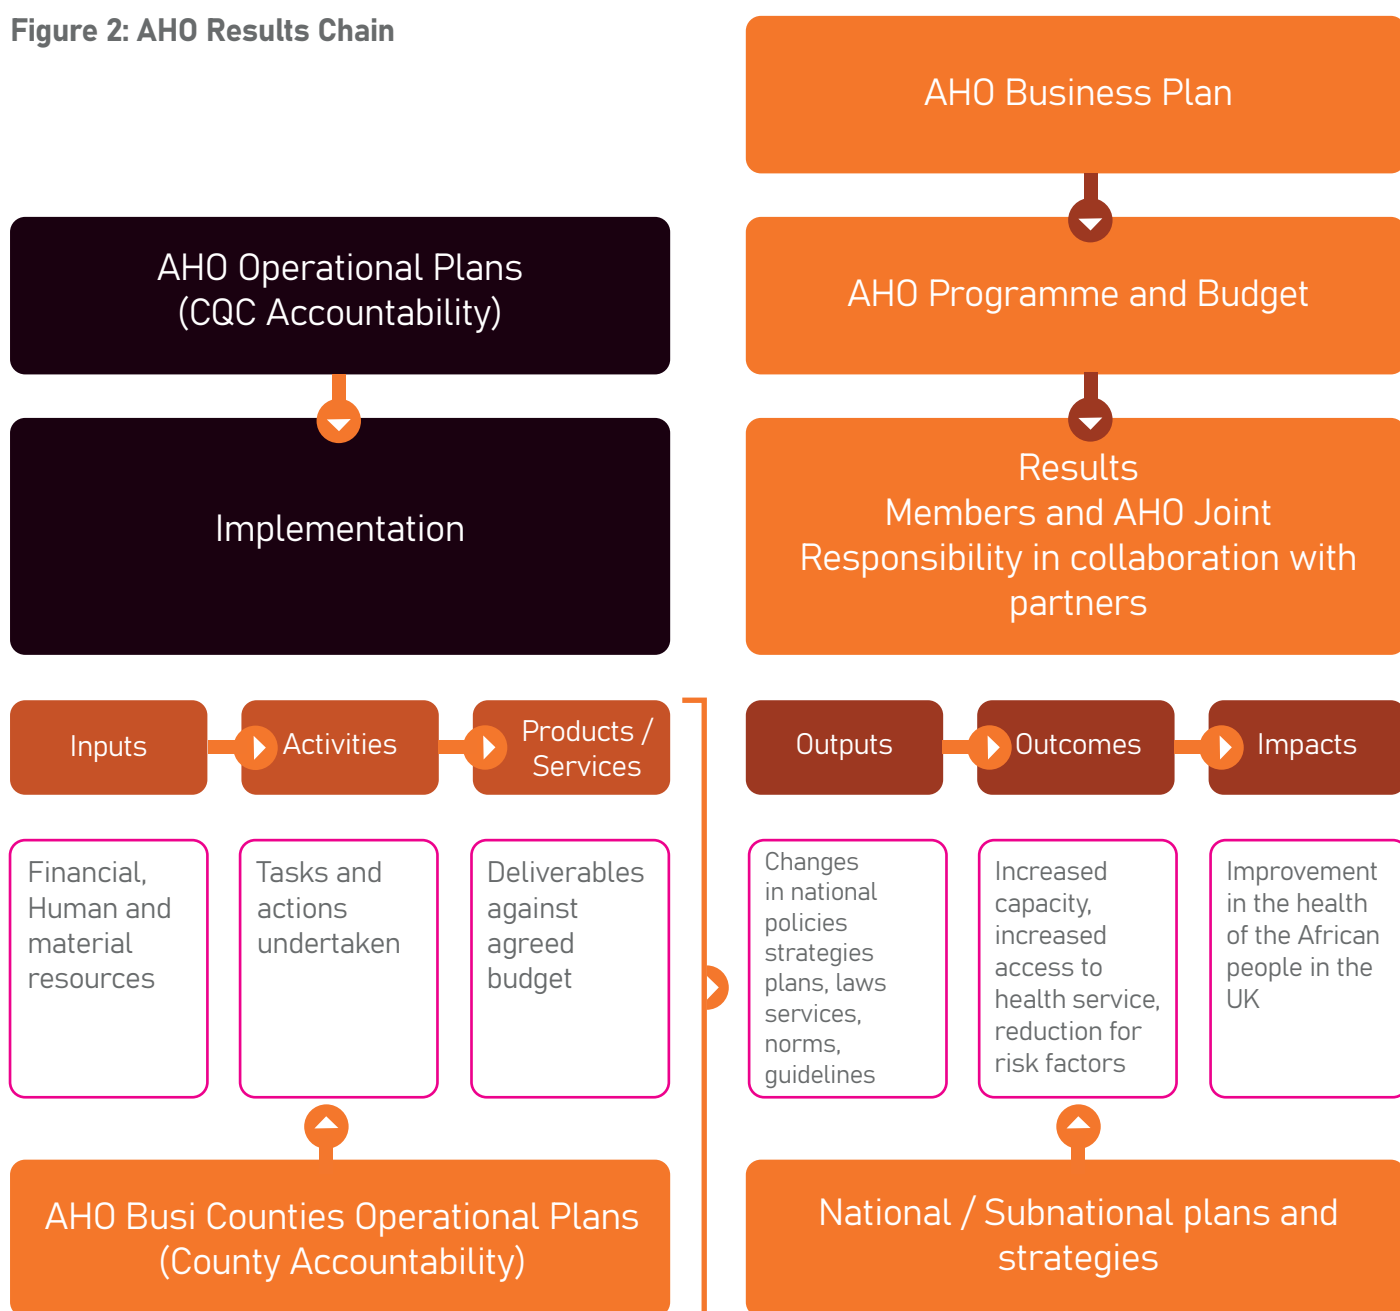 Figure 2: AHO Results Chain
AHO Business Plan
AHO Operational Plans
(CQC Accountability)
AHO Programme and Budget
Implementation
Results
Members and AHO Joint
Responsibility in collaboration with
partners
Inputs
Activities
Products /
Services
Outputs
Outcomes
Impacts
Financial,
Human and
material
resources
Tasks and
actions
undertaken
Deliverables
against
agreed
budget
Changes
in national
policies
strategies
plans, laws
services,
norms,
guidelines
Increased
capacity,
increased
access to
health service,
reduction for
risk factors
Improvement
in the health
of the African
people in the
UK
AHO Busi Counties Operational Plans
(County Accountability)
National / Subnational plans and
strategies